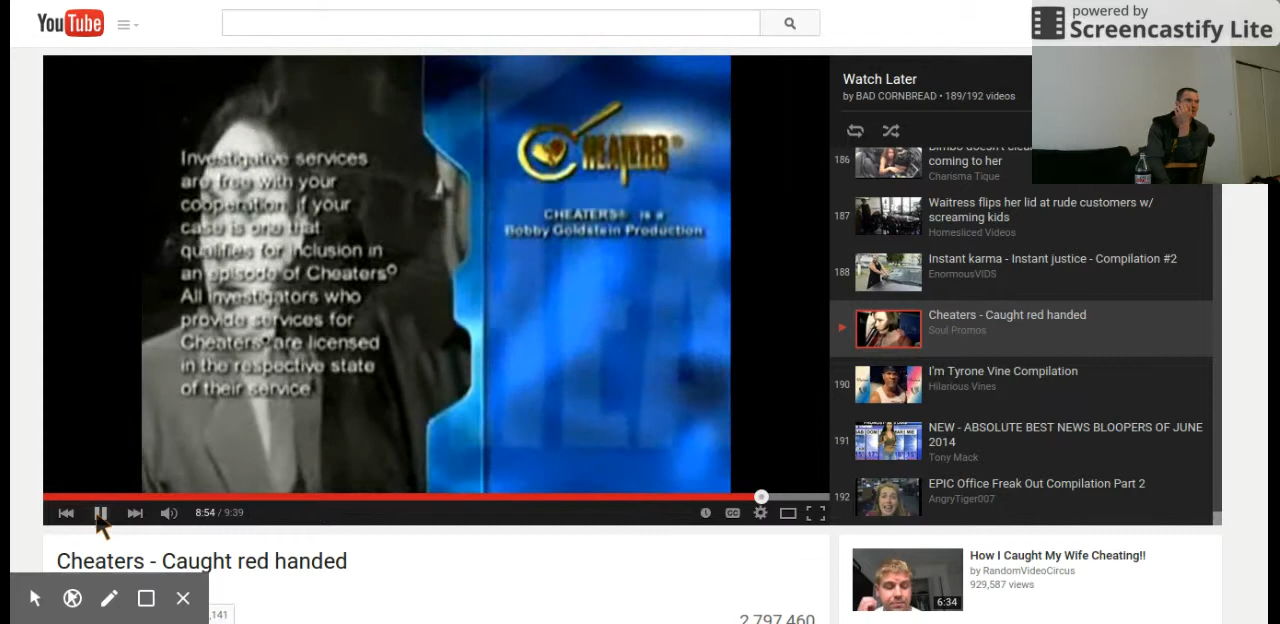 YouTube
powered by
Screencastify Lite
Investigative services
are free with your
cooperation if your
case is one that
qualifies for inclusion in
an episode of Cheaters©
All investigators who
provide services for
Cheaters© are licensed
in the respective state
of their service.
CHEATERS®
CHEATERS® is a
Bobby Goldstein Production
8:54 / 9:39
CC
Cheaters - Caught red handed
,141
2,797,460
Watch Later
by BAD CORNBREAD • 189/192 videos
186
coming to her
Charisma Tique
187
Waitress flips her lid at rude customers w/
screaming kids
Homesliced Videos
188
Instant karma - Instant justice - Compilation #2
EnormousVIDS
Cheaters - Caught red handed
Soul Promos
190
I'm Tyrone Vine Compilation
Hilarious Vines
191
NEW - ABSOLUTE BEST NEWS BLOOPERS OF JUNE
2014
Tony Mack
192
EPIC Office Freak Out Compilation Part 2
AngryTiger007
How I Caught My Wife Cheating!!
by RandomVideoCircus
929,587 views
6:34